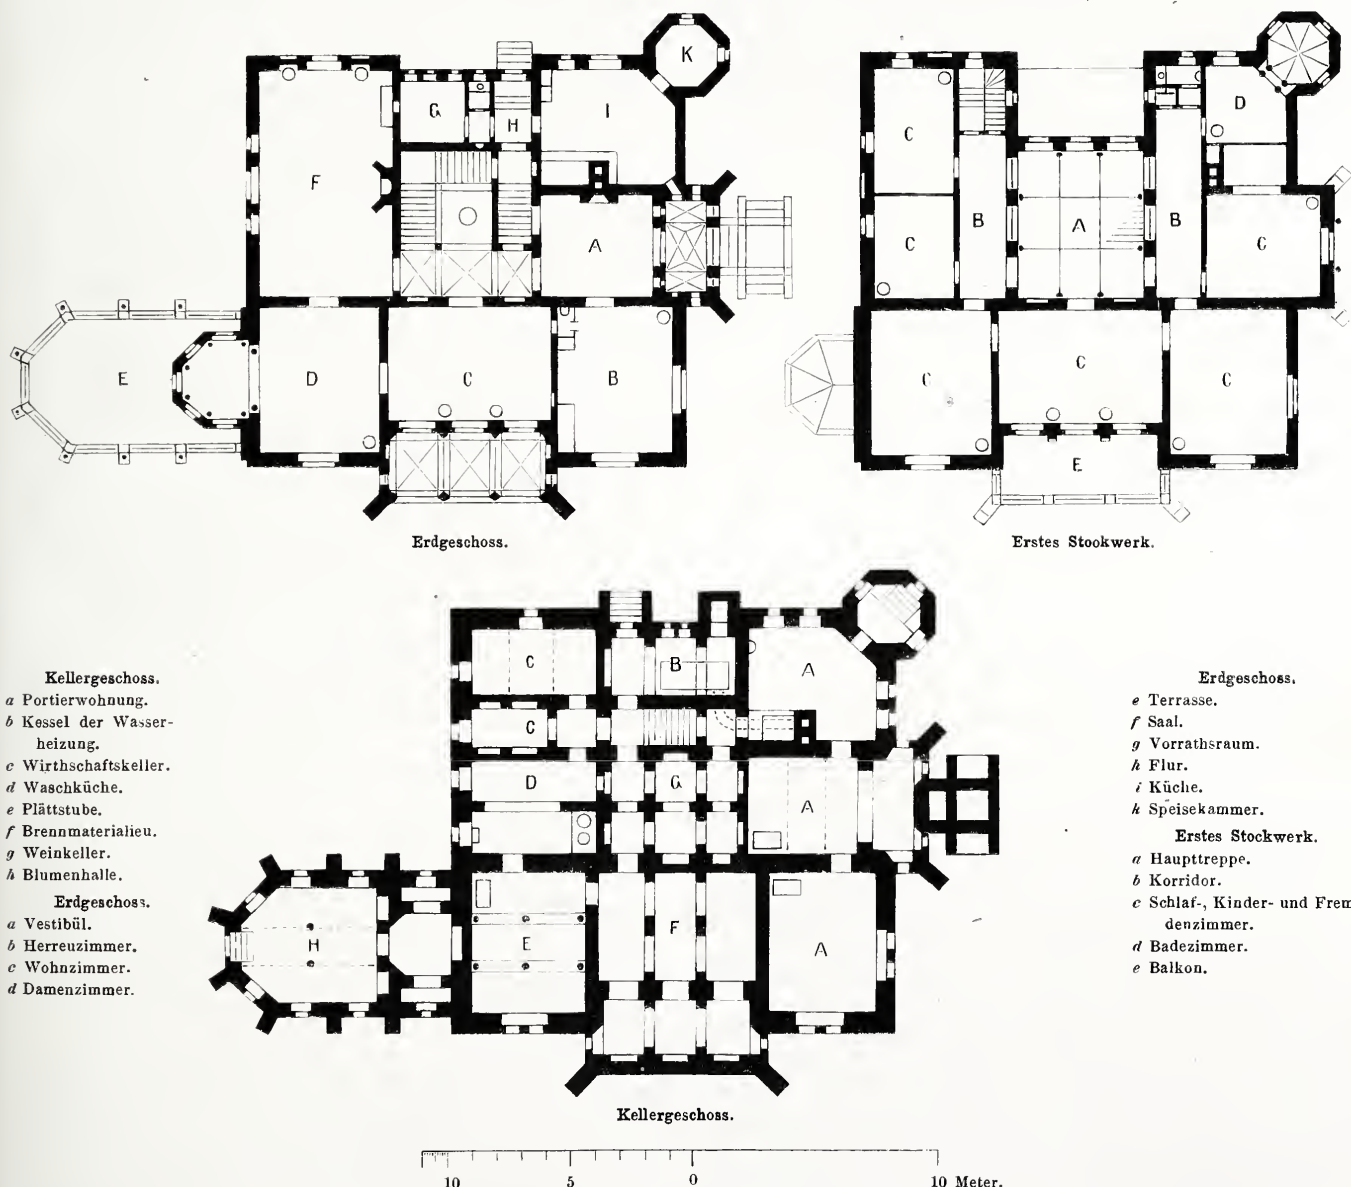 K
G
H
I
F
A
E
D
C
B
Erdgeschoss.
C
D
B
A
B
C
C
C
C
C
E
Erstes Stockwerk.
C
B
A
C
D
G
A
H
E
F
A
Kellergeschoss.
Kellergeschoss.
a Portierwohnung.
b Kessel der Wasser-
heizung.
c Wirthschaftskeller.
d Waschküche.
e Plättstube.
f Brennmaterialieu.
g Weinkeller.
h Blumenhalle.
Erdgeschoss.
a Vestibül.
b Herreuzimmer.
c Wohnzimmer.
d Damenzimmer.
Erdgeschoss.
e Terrasse.
f Saal.
g Vorrathsraum.
h Flur.
i Küche.
k Speisekammer.
Erstes Stockwerk.
a Haupttreppe.
b Korridor.
c Schlaf-, Kinder- und Frem
denzimmer.
d Badezimmer.
e Balkon.
10 5 0 10 Meter.